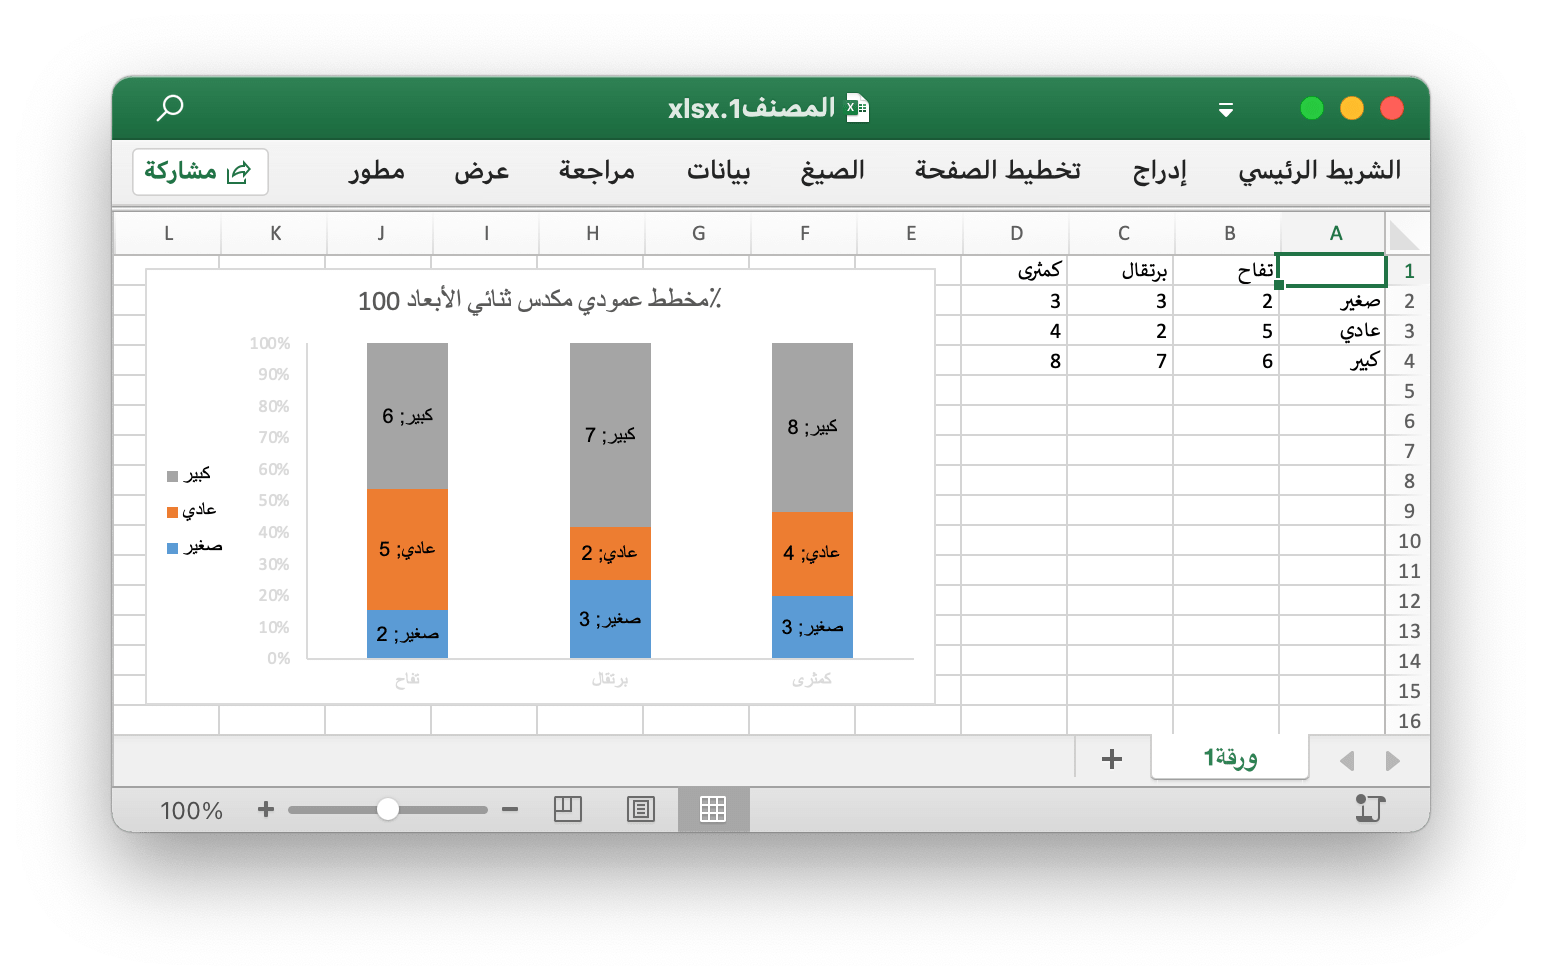 المصنف1.xlsx
الشريط الرئيسي إدراج تخطيط الصفحة الصيغ بيانات مراجعة عرض مطور مشاركة
A B C D E F G H I J K L
1 تفاح برتقال كمثرى
2 صغير 2 3 3
3 عادي 5 2 4
4 كبير 6 7 8
5
6
7
8
9
10
11
12
13
14
15
16
مخطط عمودي مكدس ثنائي الأبعاد 100٪
100%
90%
80%
70%
60%
50%
40%
30%
20%
10%
0%
كبير; 6 كبير; 7 كبير; 8
عادي; 5 عادي; 2 عادي; 4
صغير; 2 صغير; 3 صغير; 3
تفاح برتقال كمثرى
كبير
عادي
صغير
ورقة1
100%